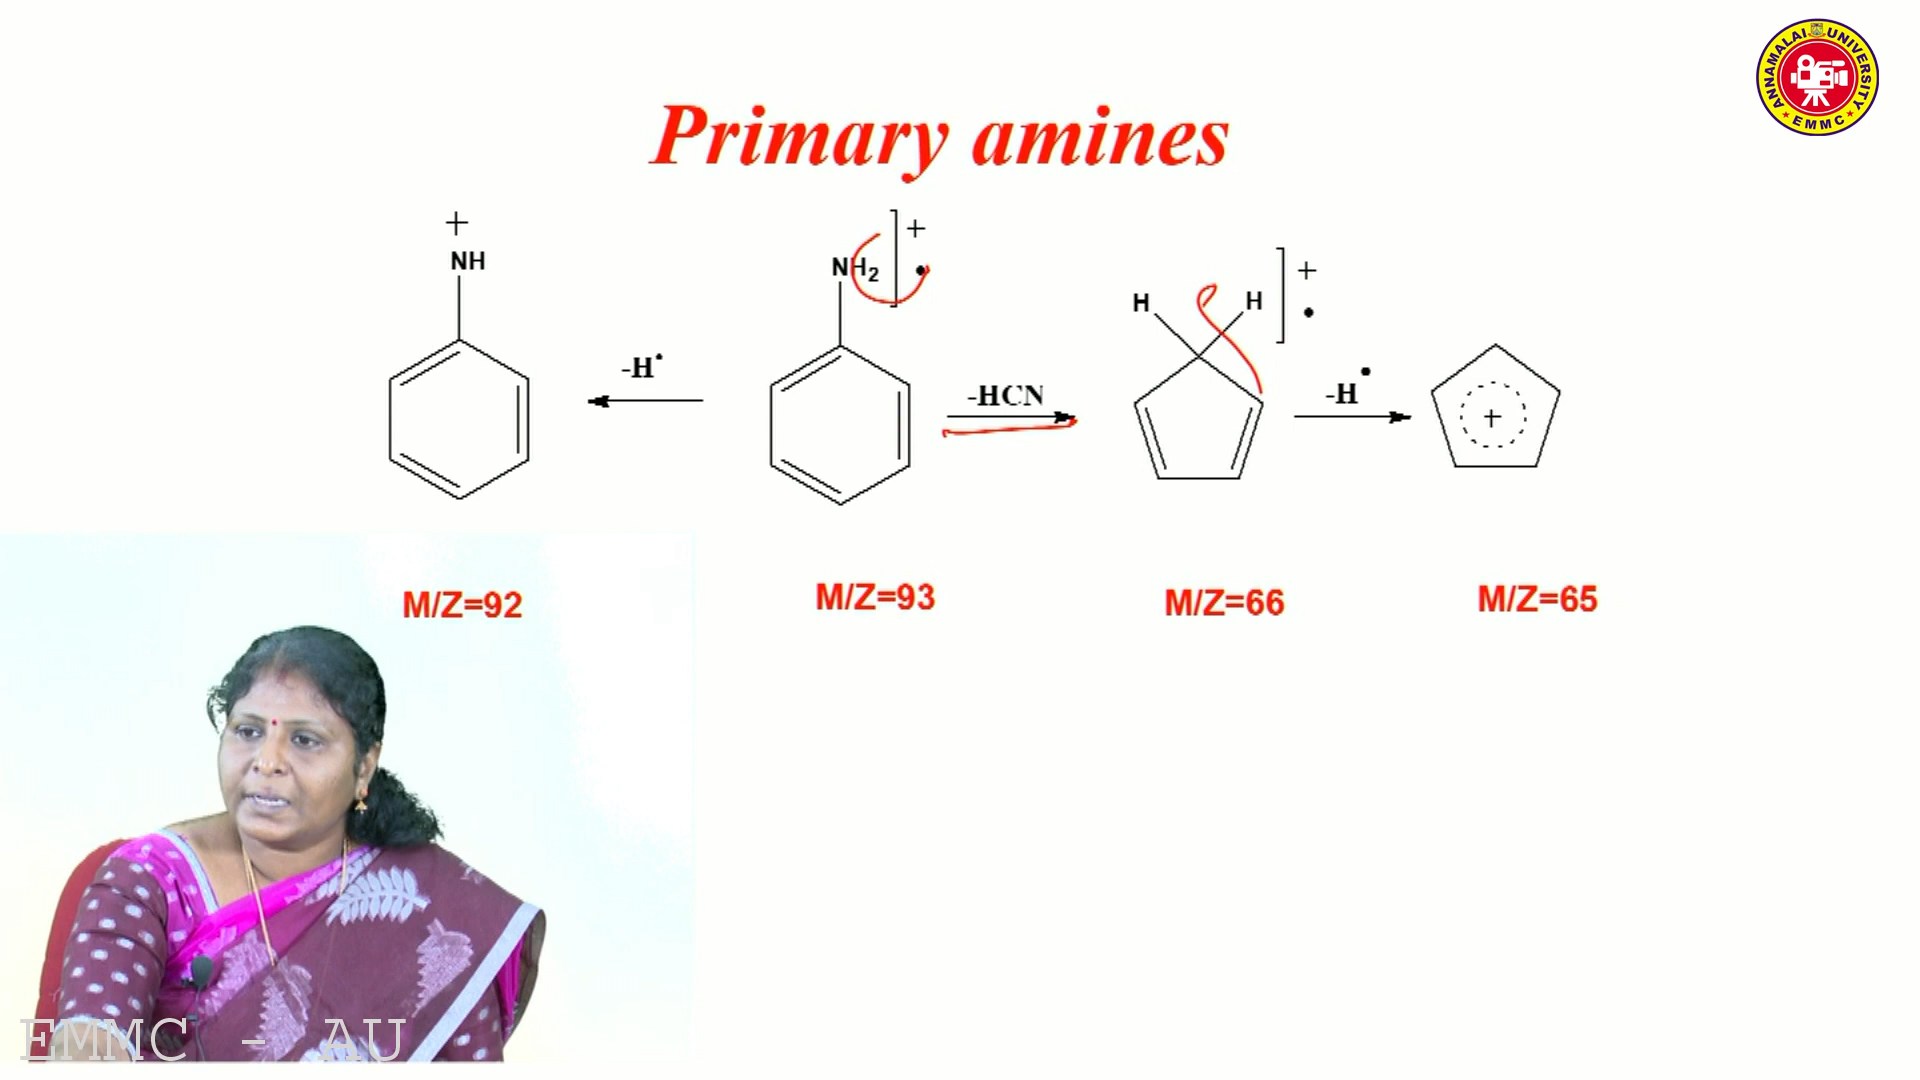 ANNAMALAI UNIVERSITY
EMMC
Primary amines
+
NH
NH₂
+
•
H
H
+
•
-H•
-HCN
-H•
+
M/Z=92
M/Z=93
M/Z=66
M/Z=65
EMMC - AU